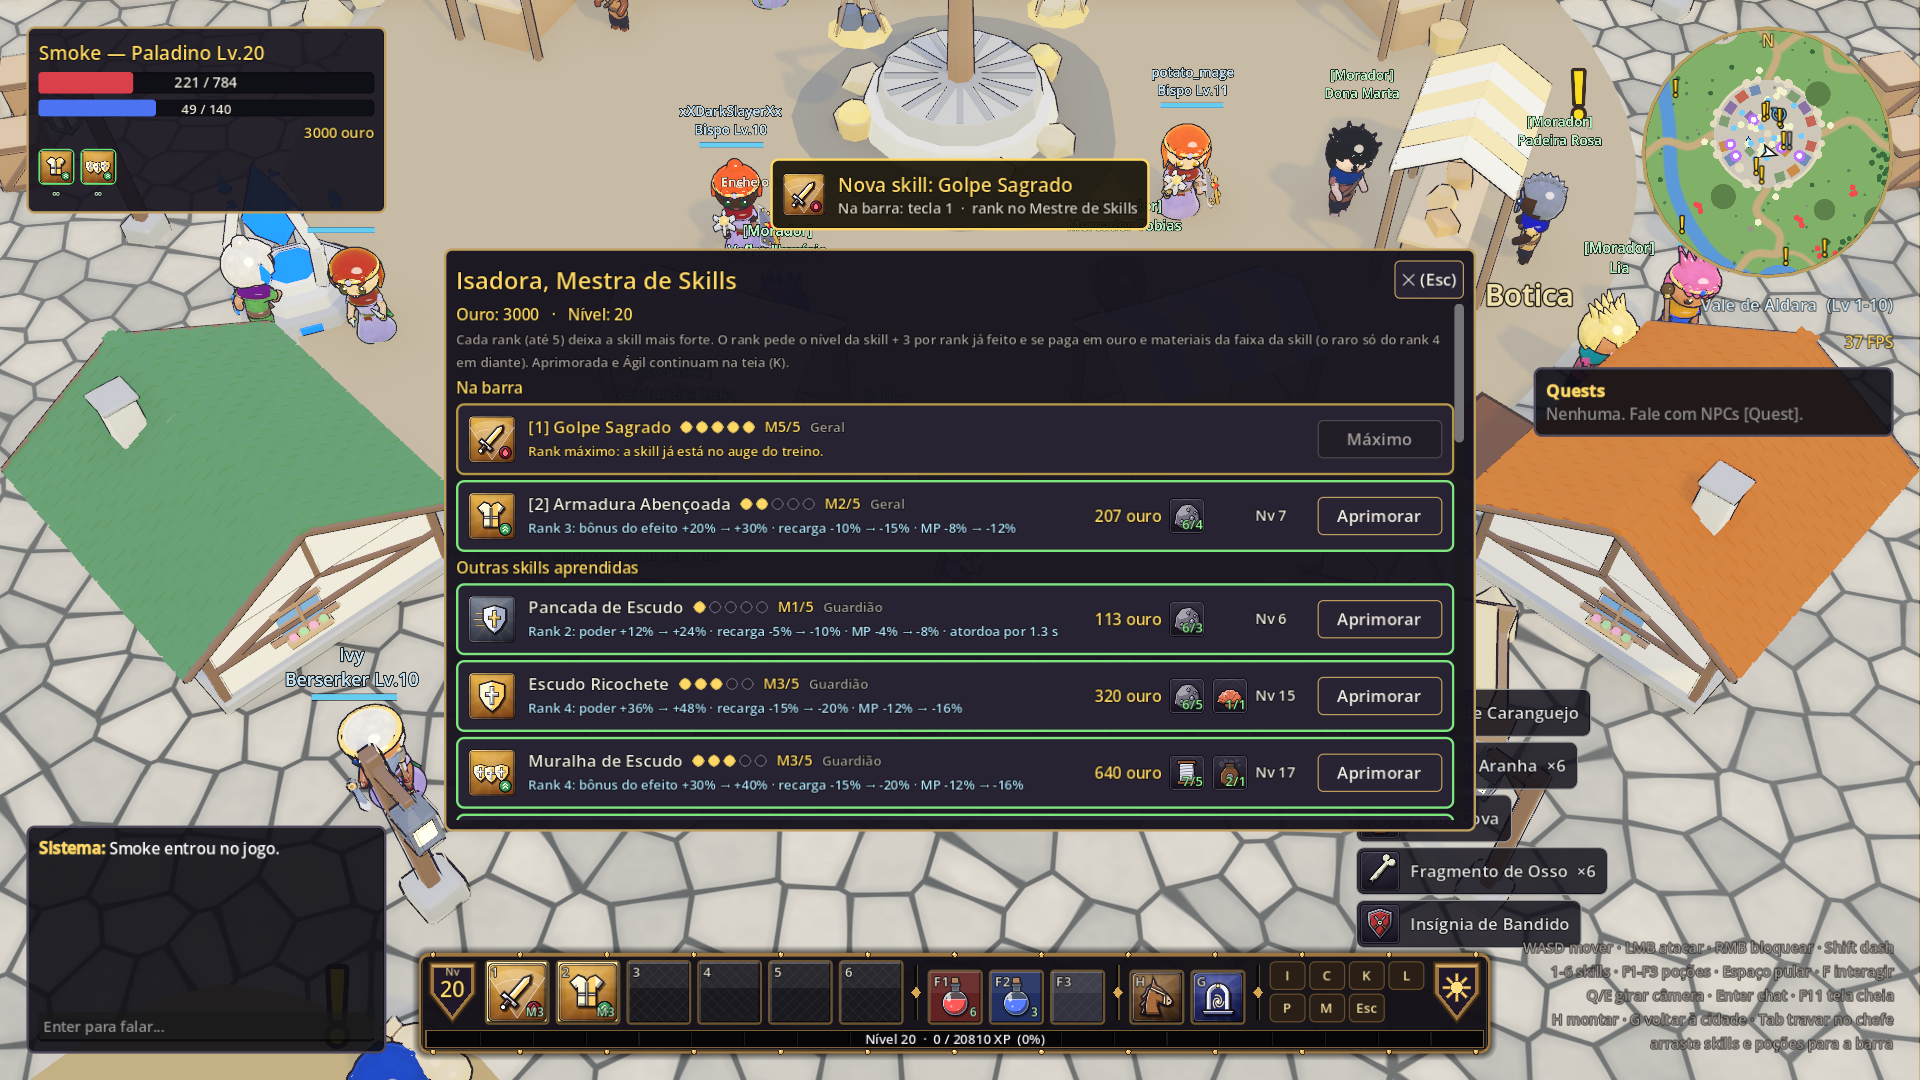 Smoke — Paladino Lv.20
221 / 784
49 / 140
3000 ouro
∞ ∞
xXDarkSlayerXx
Bispo Lv.10
potato_mage
Bispo Lv.11
[Morador]
Dona Marta
[Morador]
Padeira Rosa
N
Nova skill: Golpe Sagrado
Na barra: tecla 1 · rank no Mestre de Skills
[Morador]
[Morador]
Lia
Botica
Vale de Aldara (Lv 1-10)
37 FPS
Quests
Nenhuma. Fale com NPCs [Quest].
Isadora, Mestra de Skills
(Esc)
Ouro: 3000 · Nível: 20
Cada rank (até 5) deixa a skill mais forte. O rank pede o nível da skill + 3 por rank já feito e se paga em ouro e materiais da faixa da skill (o raro só do rank 4
em diante). Aprimorada e Ágil continuam na teia (K).
Na barra
[1] Golpe Sagrado M5/5 Geral
Rank máximo: a skill já está no auge do treino.
Máximo
[2] Armadura Abençoada M2/5 Geral
Rank 3: bônus do efeito +20% → +30% · recarga -10% → -15% · MP -8% → -12%
207 ouro 6/4 Nv 7 Aprimorar
Outras skills aprendidas
Pancada de Escudo M1/5 Guardião
Rank 2: poder +12% → +24% · recarga -5% → -10% · MP -4% → -8% · atordoa por 1.3 s
113 ouro 6/3 Nv 6 Aprimorar
Escudo Ricochete M3/5 Guardião
Rank 4: poder +36% → +48% · recarga -15% → -20% · MP -12% → -16%
320 ouro 6/5 1/1 Nv 15 Aprimorar
Muralha de Escudo M3/5 Guardião
Rank 4: bônus do efeito +30% → +40% · recarga -15% → -20% · MP -12% → -16%
640 ouro 7/5 2/1 Nv 17 Aprimorar
Ivy
Berserker Lv.10
e Caranguejo
Aranha ×6
ova
Fragmento de Osso ×6
Insígnia de Bandido
Sistema: Smoke entrou no jogo.
Enter para falar...
WASD mover · LMB atacar · RMB bloquear · Shift dash
1-6 skills · F1-F3 poções · Espaço pular · F interagir
Q/E girar câmera · Enter chat · F11 tela cheia
H montar · G voltar à cidade · Tab travar no chefe
arraste skills e poções para a barra
Nv
20
1 M3 2 M3 3 4 5 6 F1 6 F2 3 F3 H G
I C K L
P M Esc
Nível 20 · 0 / 20810 XP (0%)